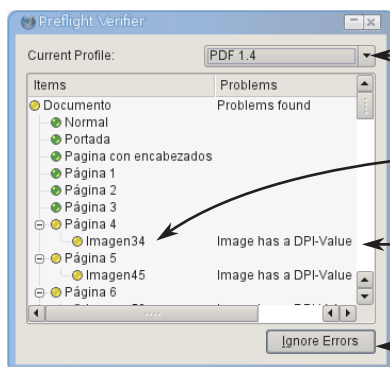 Preflight Verifier
Current Profile: PDF 1.4
Items Problems
Documento Problems found
Normal
Portada
Pagina con encabezados
Página 1
Página 2
Página 3
Página 4
Imagen34 Image has a DPI-Value
Página 5
Imagen45 Image has a DPI-Value
Página 6
Ignore Errors